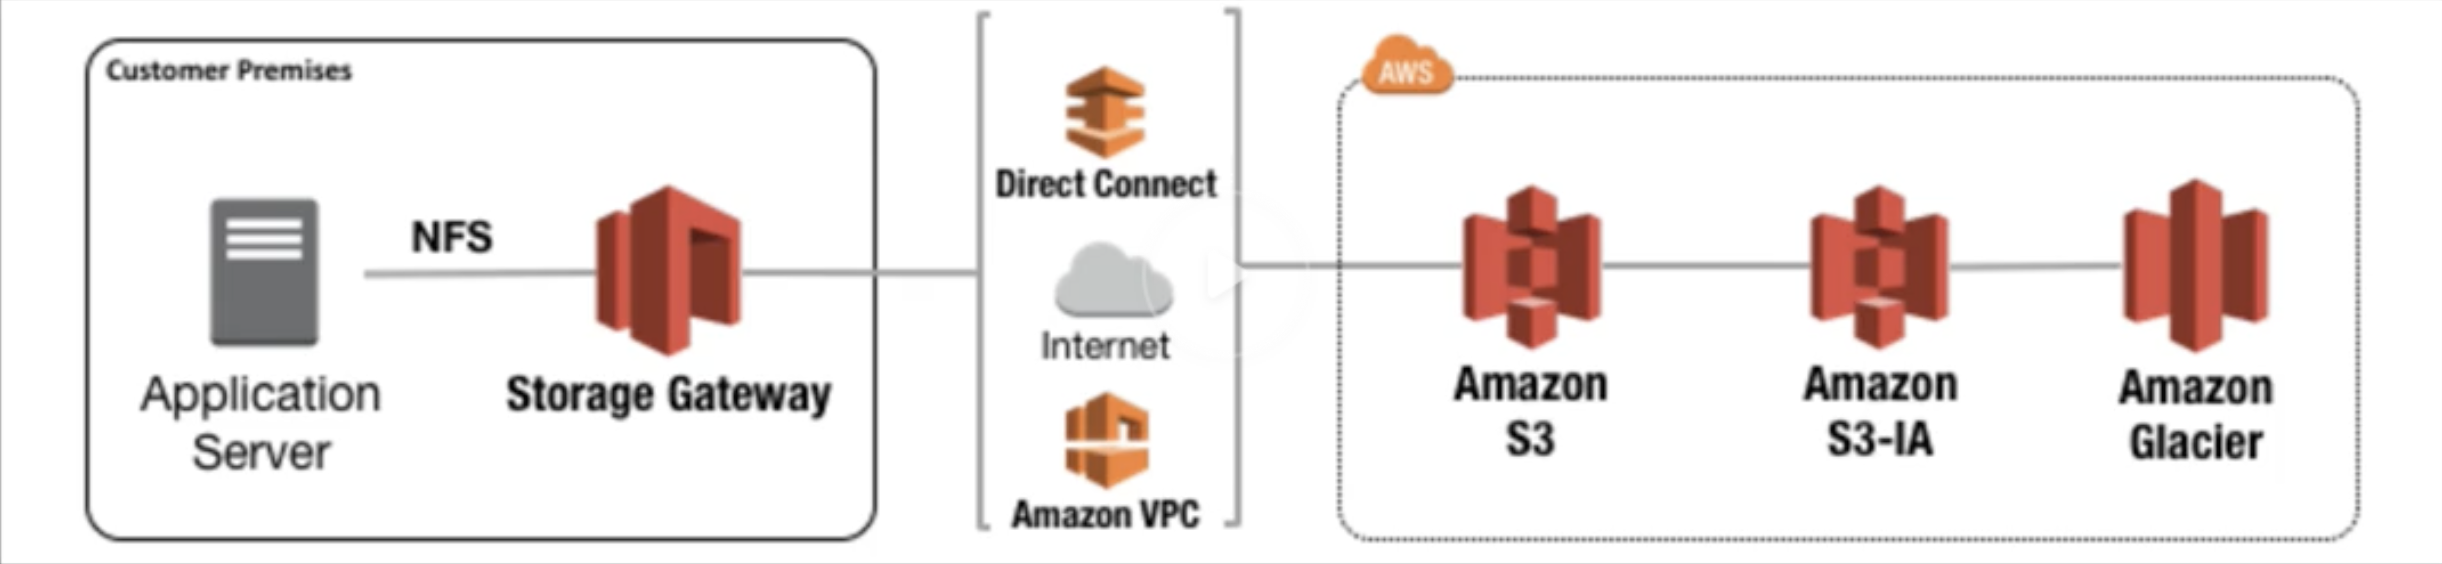 Customer Premises
Application
Server
NFS
Storage Gateway
Direct Connect
Internet
Amazon VPC
AWS
Amazon
S3
Amazon
S3-IA
Amazon
Glacier